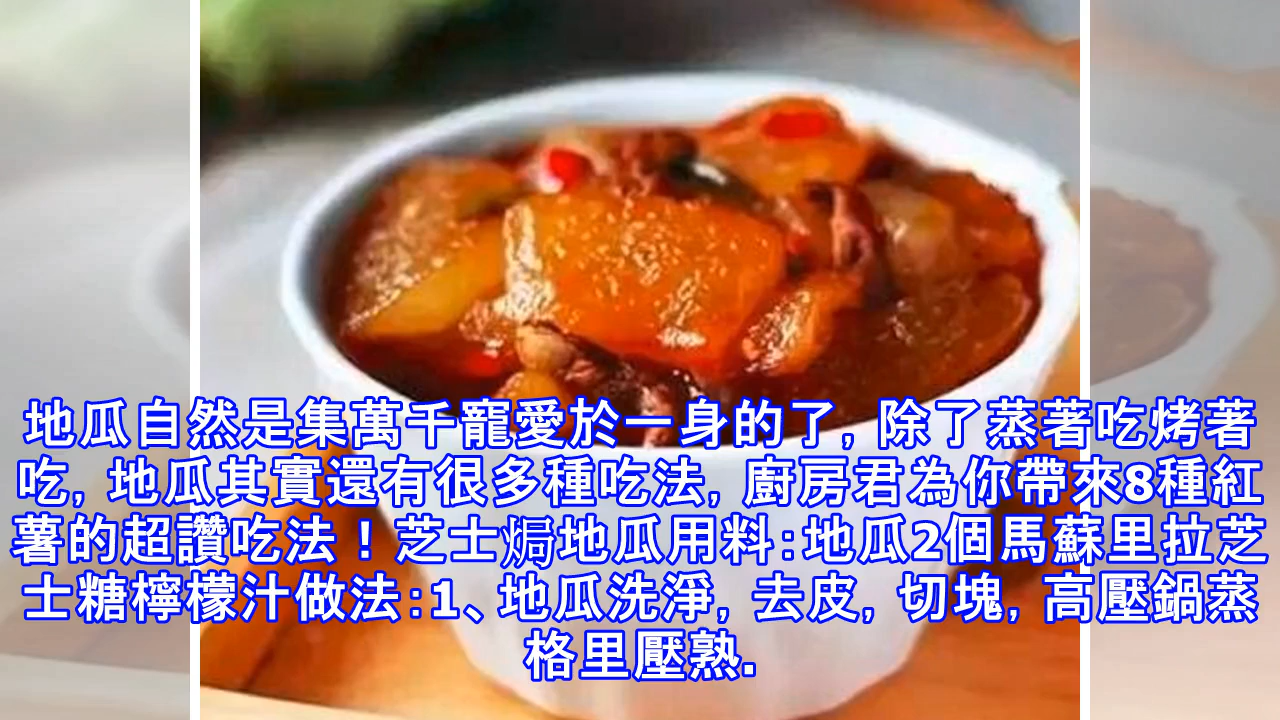 地瓜自然是集萬千寵愛於一身的了, 除了蒸著吃烤著
吃, 地瓜其實還有很多種吃法, 廚房君為你帶來8種紅
薯的超讚吃法！芝士焗地瓜用料:地瓜2個馬蘇里拉芝
士糖檸檬汁做法:1、地瓜洗淨, 去皮, 切塊, 高壓鍋蒸
格里壓熟.